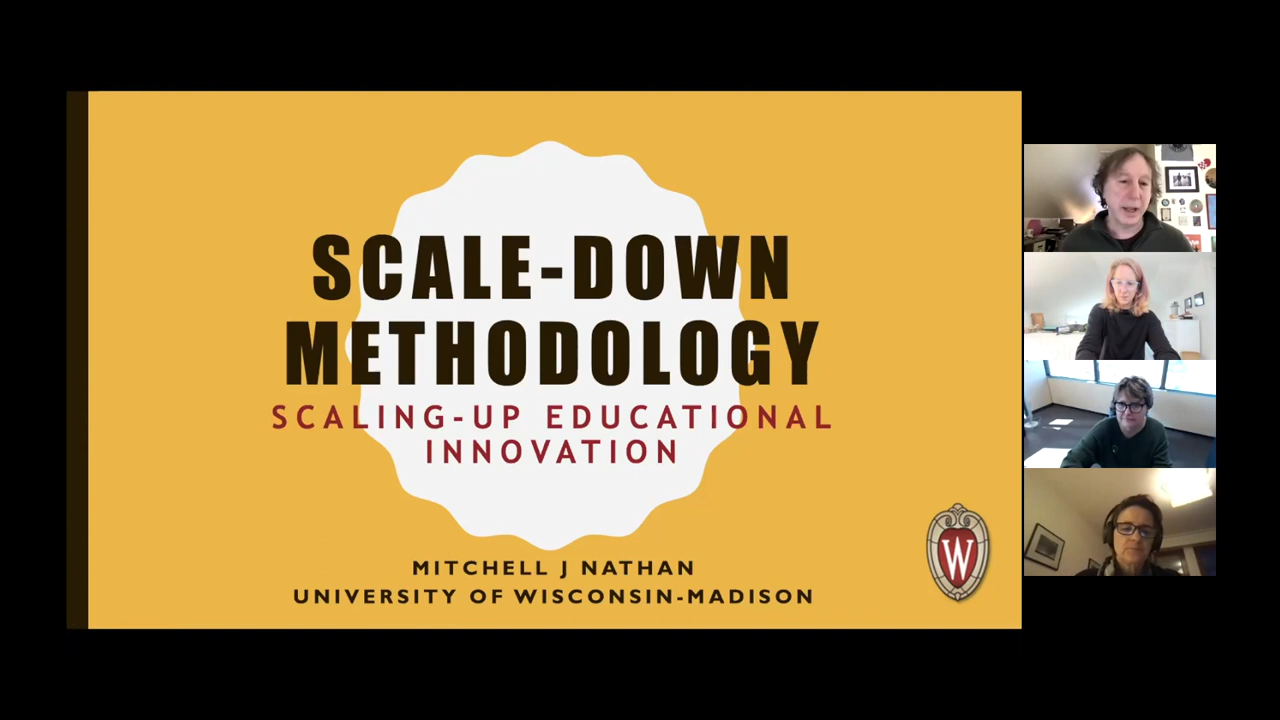 SCALE-DOWN
METHODOLOGY
SCALING-UP EDUCATIONAL
INNOVATION
MITCHELL J NATHAN
UNIVERSITY OF WISCONSIN-MADISON
W